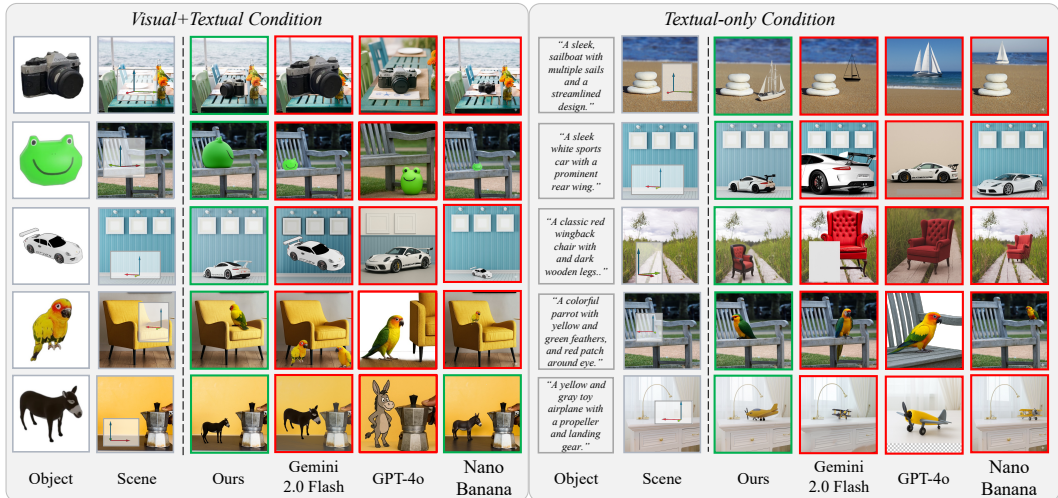 Visual+Textual Condition
Object
Scene
Ours
Gemini
2.0 Flash
GPT-4o
Nano
Banana
Textual-only Condition
“A sleek,
sailboat with
multiple sails
and a
streamlined
design.”
“A sleek
white sports
car with a
prominent
rear wing.”
“A classic red
wingback
chair with
and dark
wooden legs..”
“A colorful
parrot with
yellow and
green feathers,
and red patch
around eye.”
“A yellow and
gray toy
airplane with
a propeller
and landing
gear.”
Object
Scene
Ours
Gemini
2.0 Flash
GPT-4o
Nano
Banana